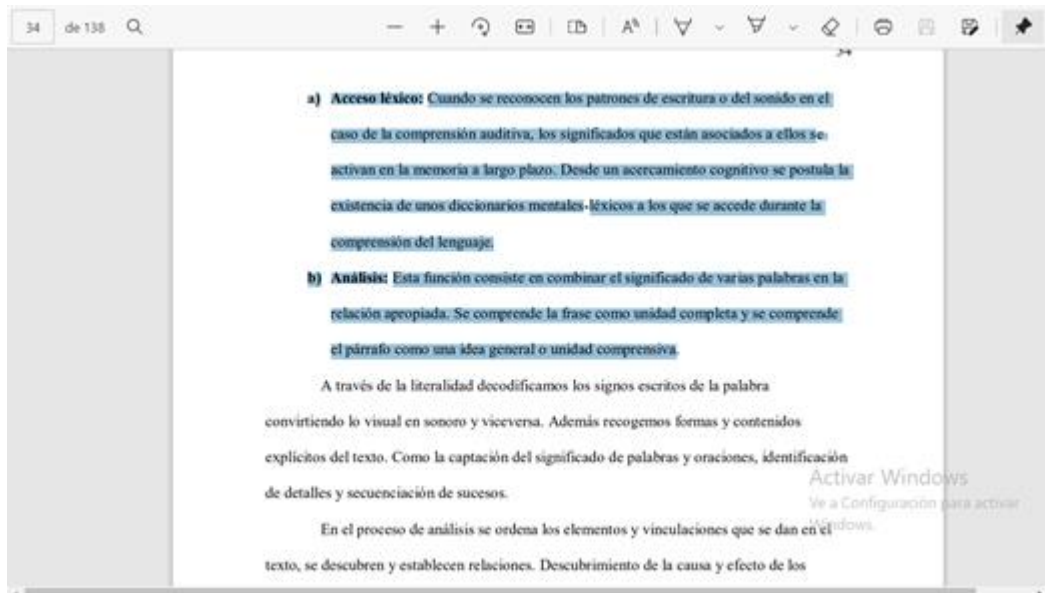 34 de 138
34
a) Acceso léxico: Cuando se reconocen los patrones de escritura o del sonido en el
caso de la comprensión auditiva, los significados que están asociados a ellos se
activan en la memoria a largo plazo. Desde un acercamiento cognitivo se postula la
existencia de unos diccionarios mentales-léxicos a los que se accede durante la
comprensión del lenguaje.
b) Análisis: Esta función consiste en combinar el significado de varias palabras en la
relación apropiada. Se comprende la frase como unidad completa y se comprende
el párrafo como una idea general o unidad comprensiva.
A través de la literalidad decodificamos los signos escritos de la palabra
convirtiendo lo visual en sonoro y viceversa. Además recogemos formas y contenidos
explícitos del texto. Como la captación del significado de palabras y oraciones, identificación
de detalles y secuenciación de sucesos.
Activar Windows
Ve a Configuración para activar
Windows.
En el proceso de análisis se ordena los elementos y vinculaciones que se dan en el
texto, se descubren y establecen relaciones. Descubrimiento de la causa y efecto de los